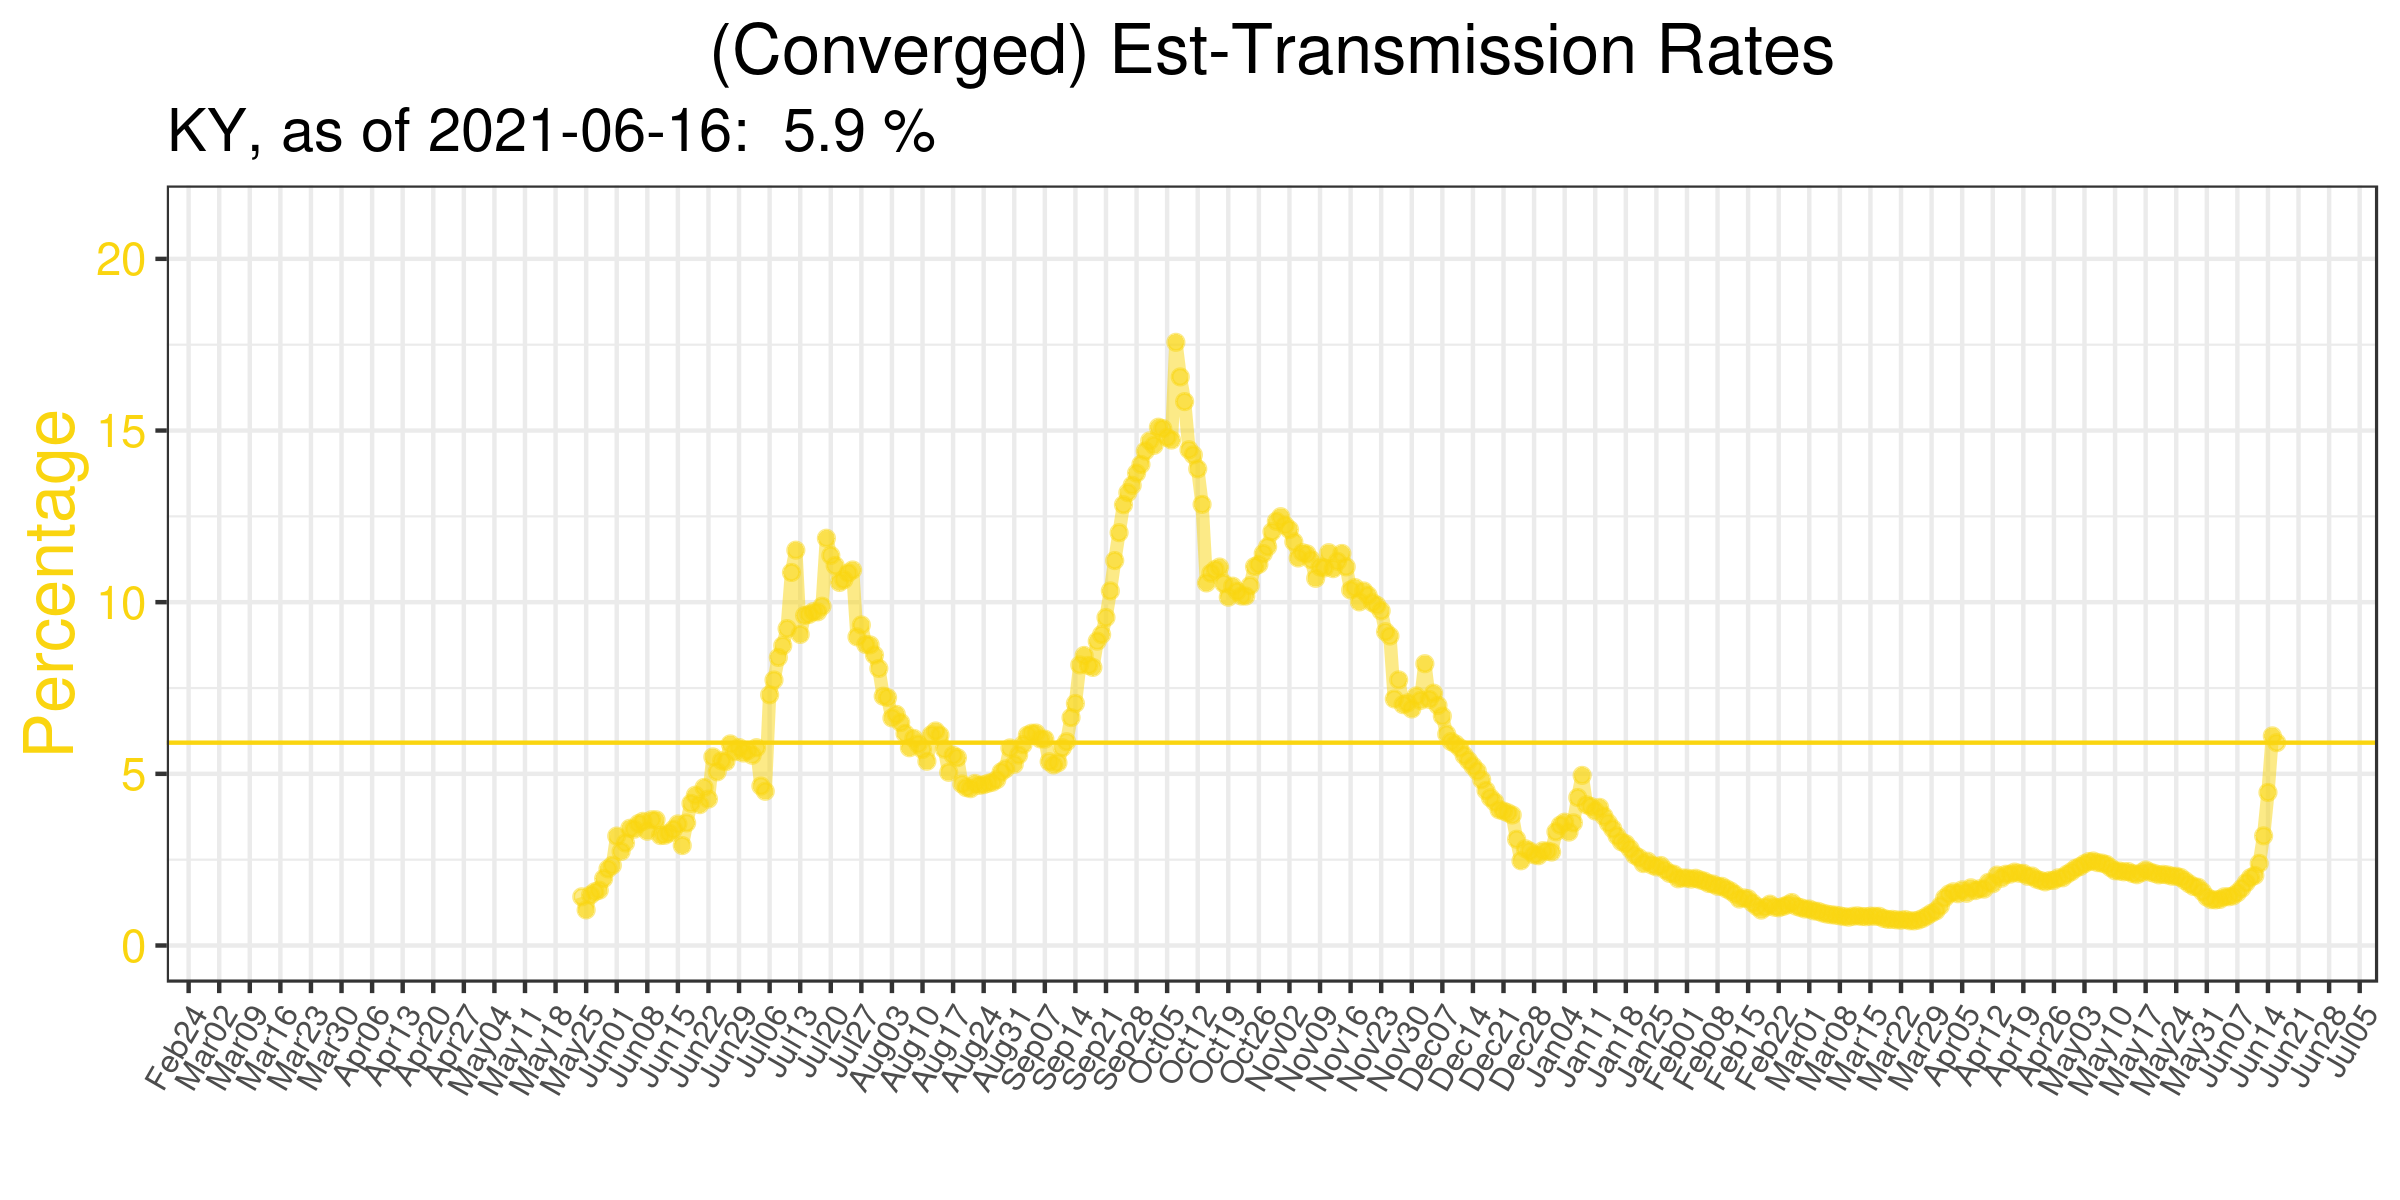 (Converged) Est-Transmission Rates
KY, as of 2021-06-16: 5.9 %
Percentage
20
15
10
5
0
Feb24
Mar02
Mar09
Mar16
Mar23
Mar30
Apr06
Apr13
Apr20
Apr27
May04
May11
May18
May25
Jun01
Jun08
Jun15
Jun22
Jun29
Jul06
Jul13
Jul20
Jul27
Aug03
Aug10
Aug17
Aug24
Aug31
Sep07
Sep14
Sep21
Sep28
Oct05
Oct12
Oct19
Oct26
Nov02
Nov09
Nov16
Nov23
Nov30
Dec07
Dec14
Dec21
Dec28
Jan04
Jan11
Jan18
Jan25
Feb01
Feb08
Feb15
Feb22
Mar01
Mar08
Mar15
Mar22
Mar29
Apr05
Apr12
Apr19
Apr26
May03
May10
May17
May24
May31
Jun07
Jun14
Jun21
Jun28
Jul05